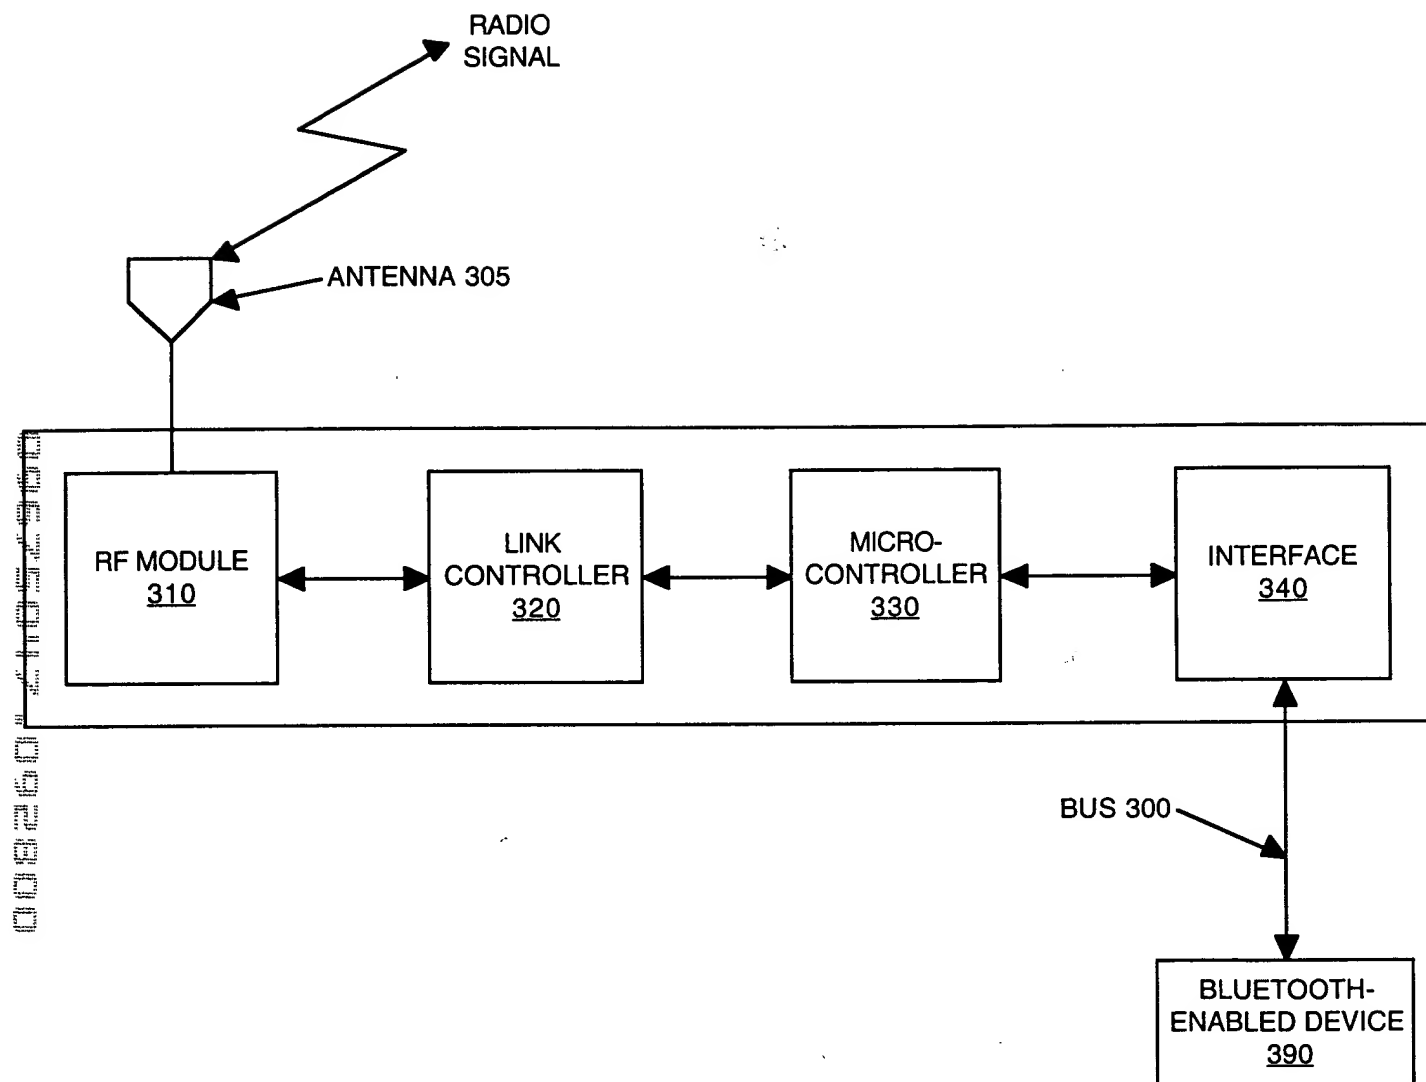 RADIO
SIGNAL
ANTENNA 305
RF MODULE
310
LINK
CONTROLLER
320
MICRO-
CONTROLLER
330
INTERFACE
340
BUS 300
BLUETOOTH-
ENABLED DEVICE
390